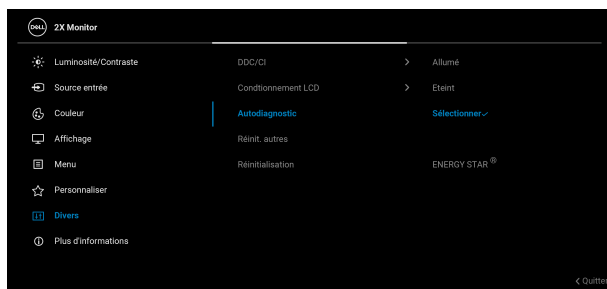 DELL 2X Monitor
Luminosité/Contraste DDC/CI > Allumé
Source entrée Condtionnement LCD > Eteint
Couleur Autodiagnostic Sélectionner✓
Affichage Réinit. autres
Menu Réinitialisation ENERGY STAR ®
Personnaliser
Divers
Plus d'informations
< Quitter